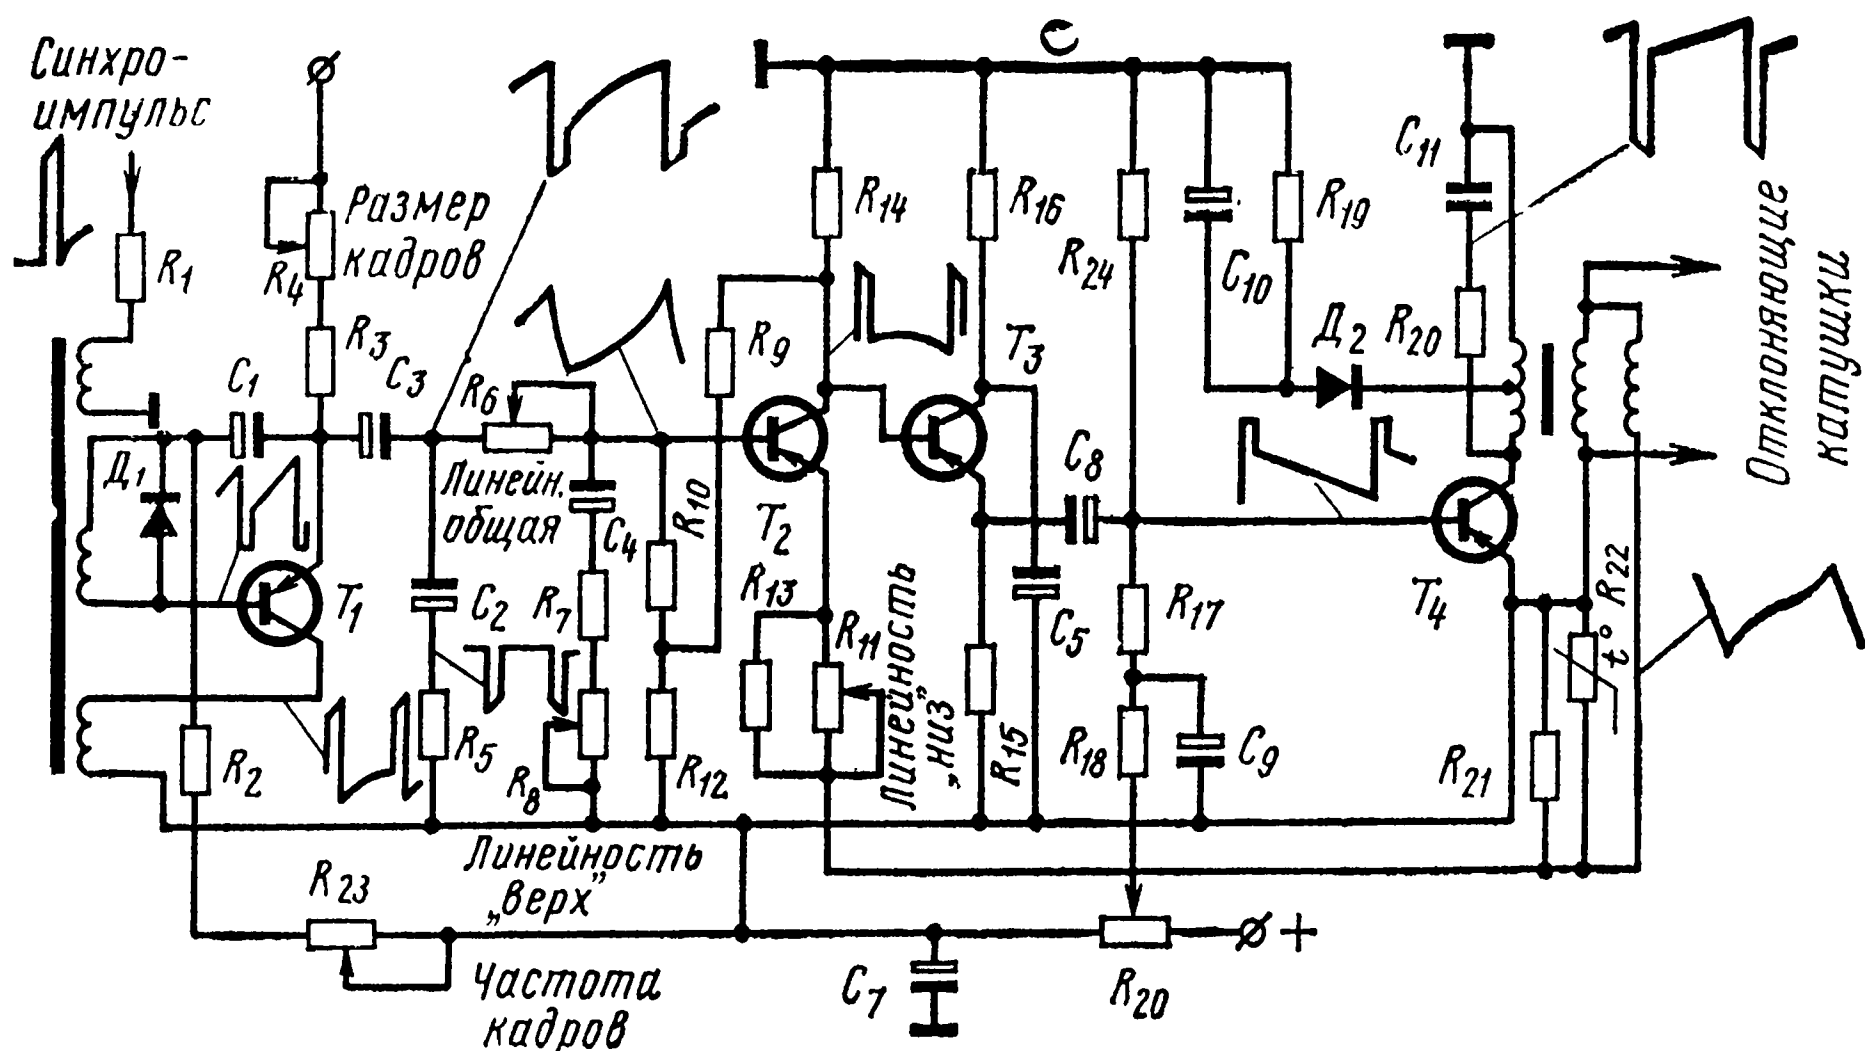 Синхро-
импульс
R1
R4
Размер
кадров
R3
C1
C3
R6
Д1
Линейн.
общая
C4
R10
R9
R14
R16
R24
C10
R19
C11
R20
Д2
Отклоняющие
катушки
T1
T2
T3
T4
C2
R7
R5
R8
R2
R12
R13
R11
Линейность
„низ”
R15
C5
C8
R17
R18
C9
R21
R22
t°
Линейность
„верх”
R23
Частота
кадров
C7
R20
+